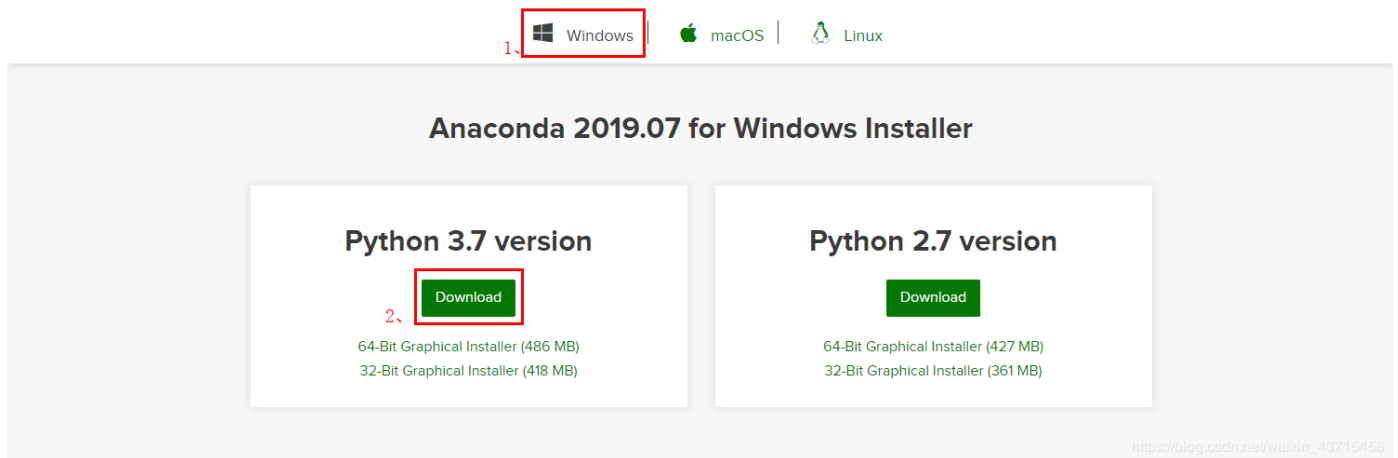 1、 Windows macOS Linux
Anaconda 2019.07 for Windows Installer
Python 3.7 version
Download
2、
64-Bit Graphical Installer (486 MB)
32-Bit Graphical Installer (418 MB)
Python 2.7 version
Download
64-Bit Graphical Installer (427 MB)
32-Bit Graphical Installer (361 MB)
https://blog.csdn.net/weixin_43715458